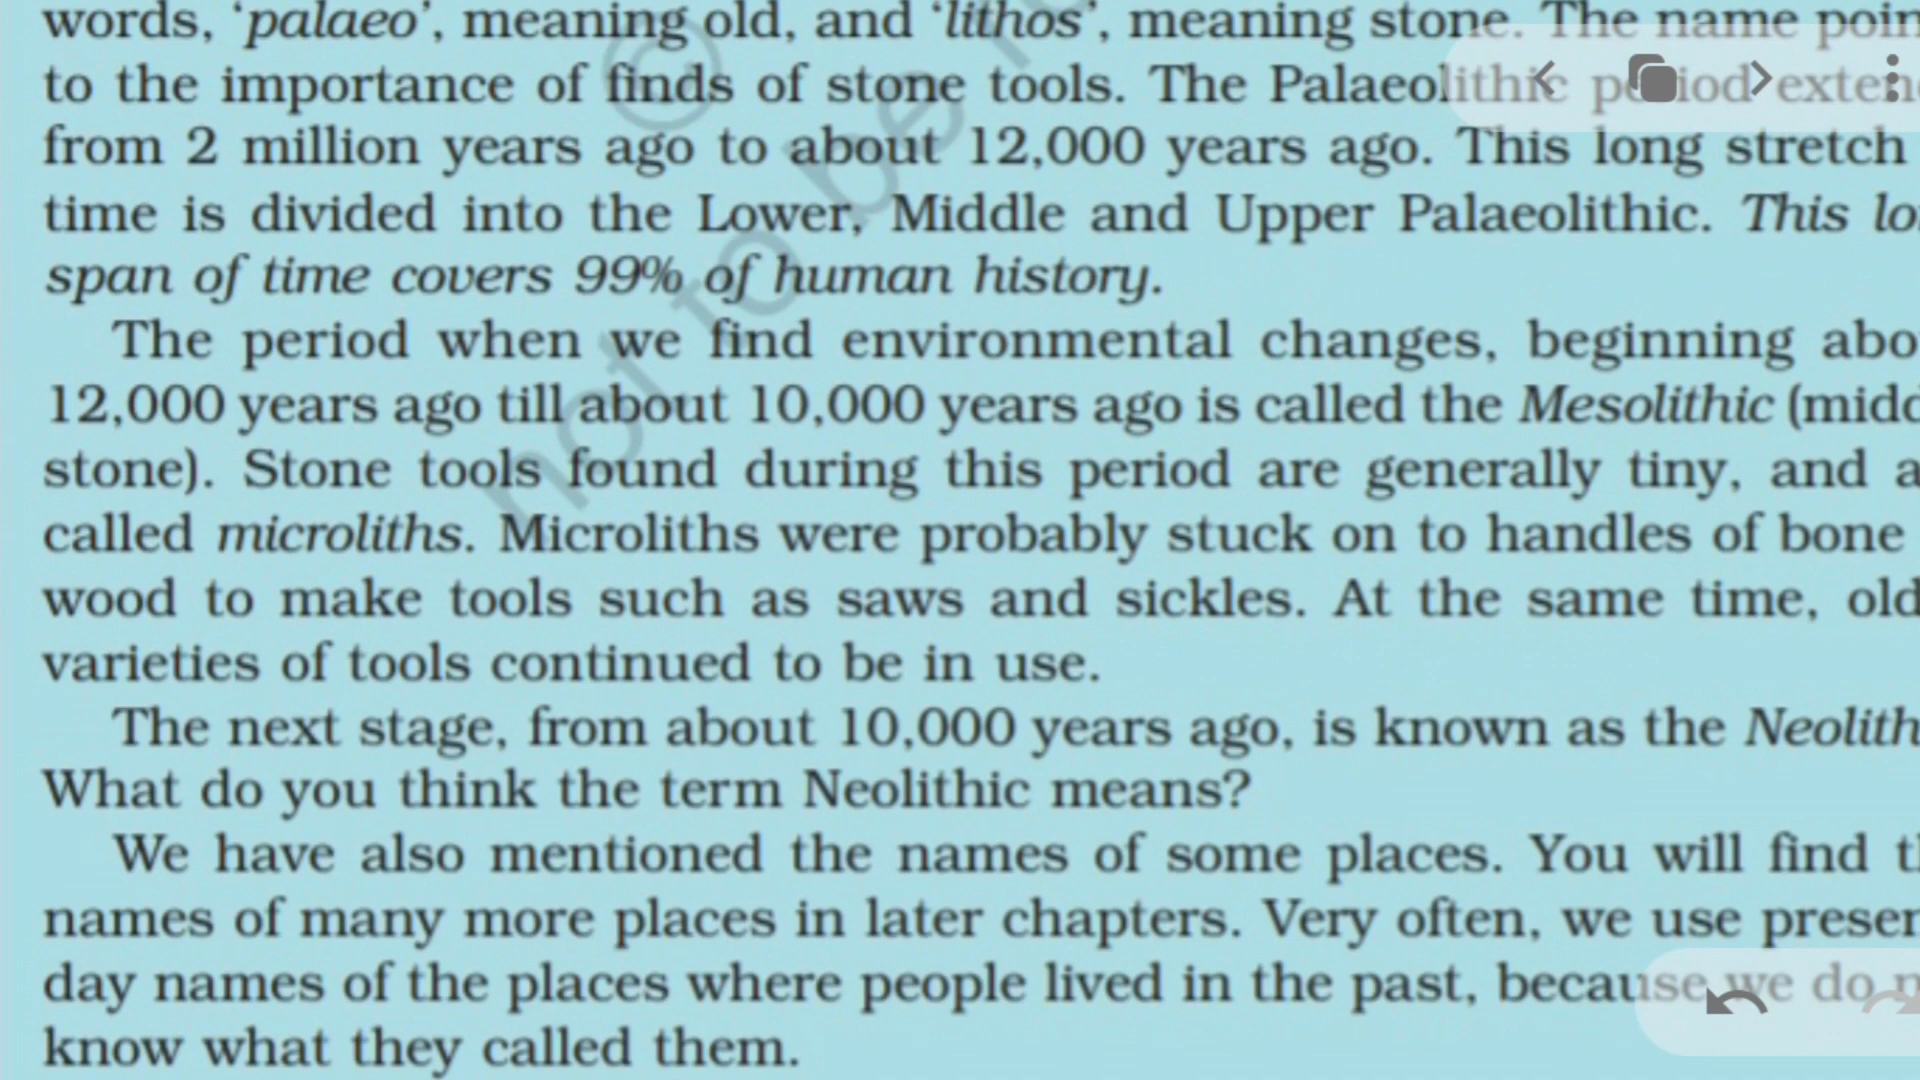 words, ‘palaeo’, meaning old, and ‘lithos’, meaning stone. The name poin
to the importance of finds of stone tools. The Palaeolithic period exten
from 2 million years ago to about 12,000 years ago. This long stretch
time is divided into the Lower, Middle and Upper Palaeolithic. This lo
span of time covers 99% of human history.
The period when we find environmental changes, beginning abo
12,000 years ago till about 10,000 years ago is called the Mesolithic (midd
stone). Stone tools found during this period are generally tiny, and a
called microliths. Microliths were probably stuck on to handles of bone
wood to make tools such as saws and sickles. At the same time, old
varieties of tools continued to be in use.
The next stage, from about 10,000 years ago, is known as the Neolith
What do you think the term Neolithic means?
We have also mentioned the names of some places. You will find th
names of many more places in later chapters. Very often, we use presen
day names of the places where people lived in the past, because we do n
know what they called them.
© not to be